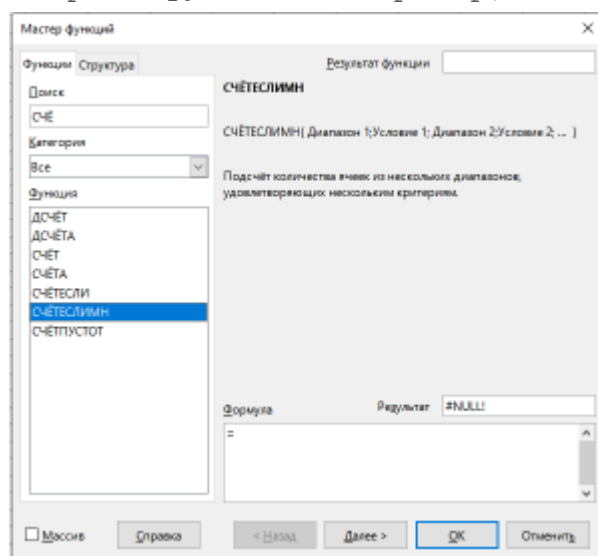 Мастер функций
Функции Структура
Результат функции
Поиск
СЧЁ
Категория
Все
Функция
ДСЧЁТ
ДСЧЁТА
СЧЁТ
СЧЁТА
СЧЁТЕСЛИ
СЧЁТЕСЛИМН
СЧЁТПУСТОТ
СЧЁТЕСЛИМН
СЧЁТЕСЛИМН( Диапазон 1;Условие 1; Диапазон 2;Условие 2; ... )
Подсчёт количества ячеек из нескольких диапазонов,
удовлетворяющих нескольким критериям.
Формула
Результат #NULL!
=
Массив
Справка
< Назад
Далее >
OK
Отменить